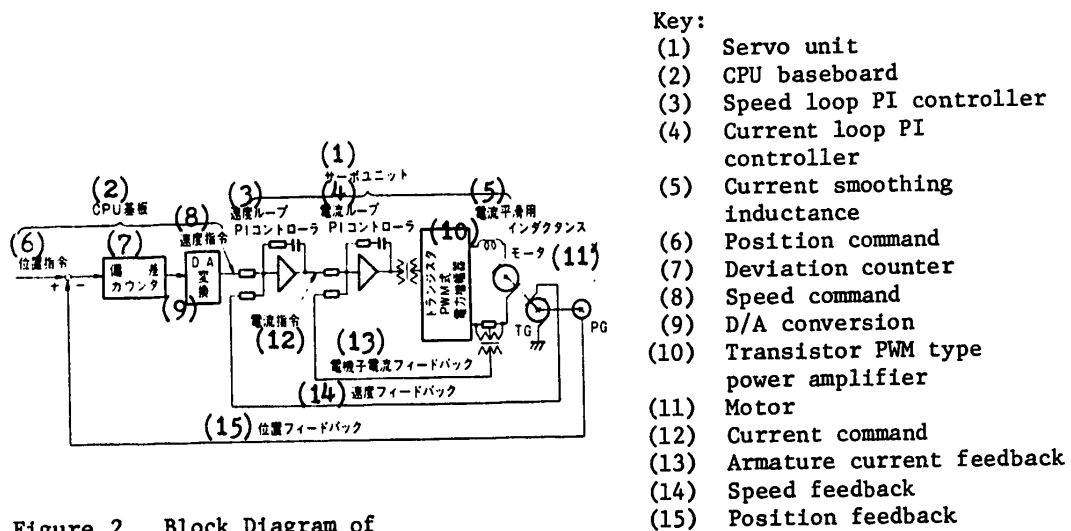 (1)
サーボユニット
(2)
CPU基板
(3)
速度ループ
PIコントローラ
(4)
電流ループ
PIコントローラ
(5)
電流平滑用
インダクタンス
(6)
位置指令
+ -
(7)
偏差
カウンタ
(8)
速度指令
DA
変換
(9)
(10)
トランジスタ
PWM式
電力増幅器
モータ (11)
TG
PG
電流指令
(12)
(13)
電機子電流フィードバック
(14) 速度フィードバック
(15) 位置フィードバック
Key:
(1) Servo unit
(2) CPU baseboard
(3) Speed loop PI controller
(4) Current loop PI
controller
(5) Current smoothing
inductance
(6) Position command
(7) Deviation counter
(8) Speed command
(9) D/A conversion
(10) Transistor PWM type
power amplifier
(11) Motor
(12) Current command
(13) Armature current feedback
(14) Speed feedback
(15) Position feedback
Figure 2 Block Diagram of